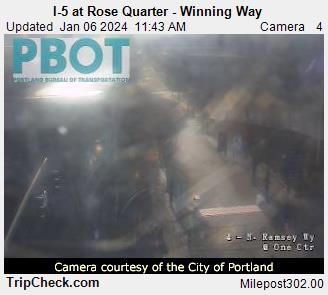 I-5 at Rose Quarter - Winning Way
Updated Jan 06 2024 11:43 AM Camera 4
PBOT
PORTLAND BUREAU OF TRANSPORTATION
2 - N. Ramsey Wy
@ One Ctr
Camera courtesy of the City of Portland
TripCheck.com Milepost302.00